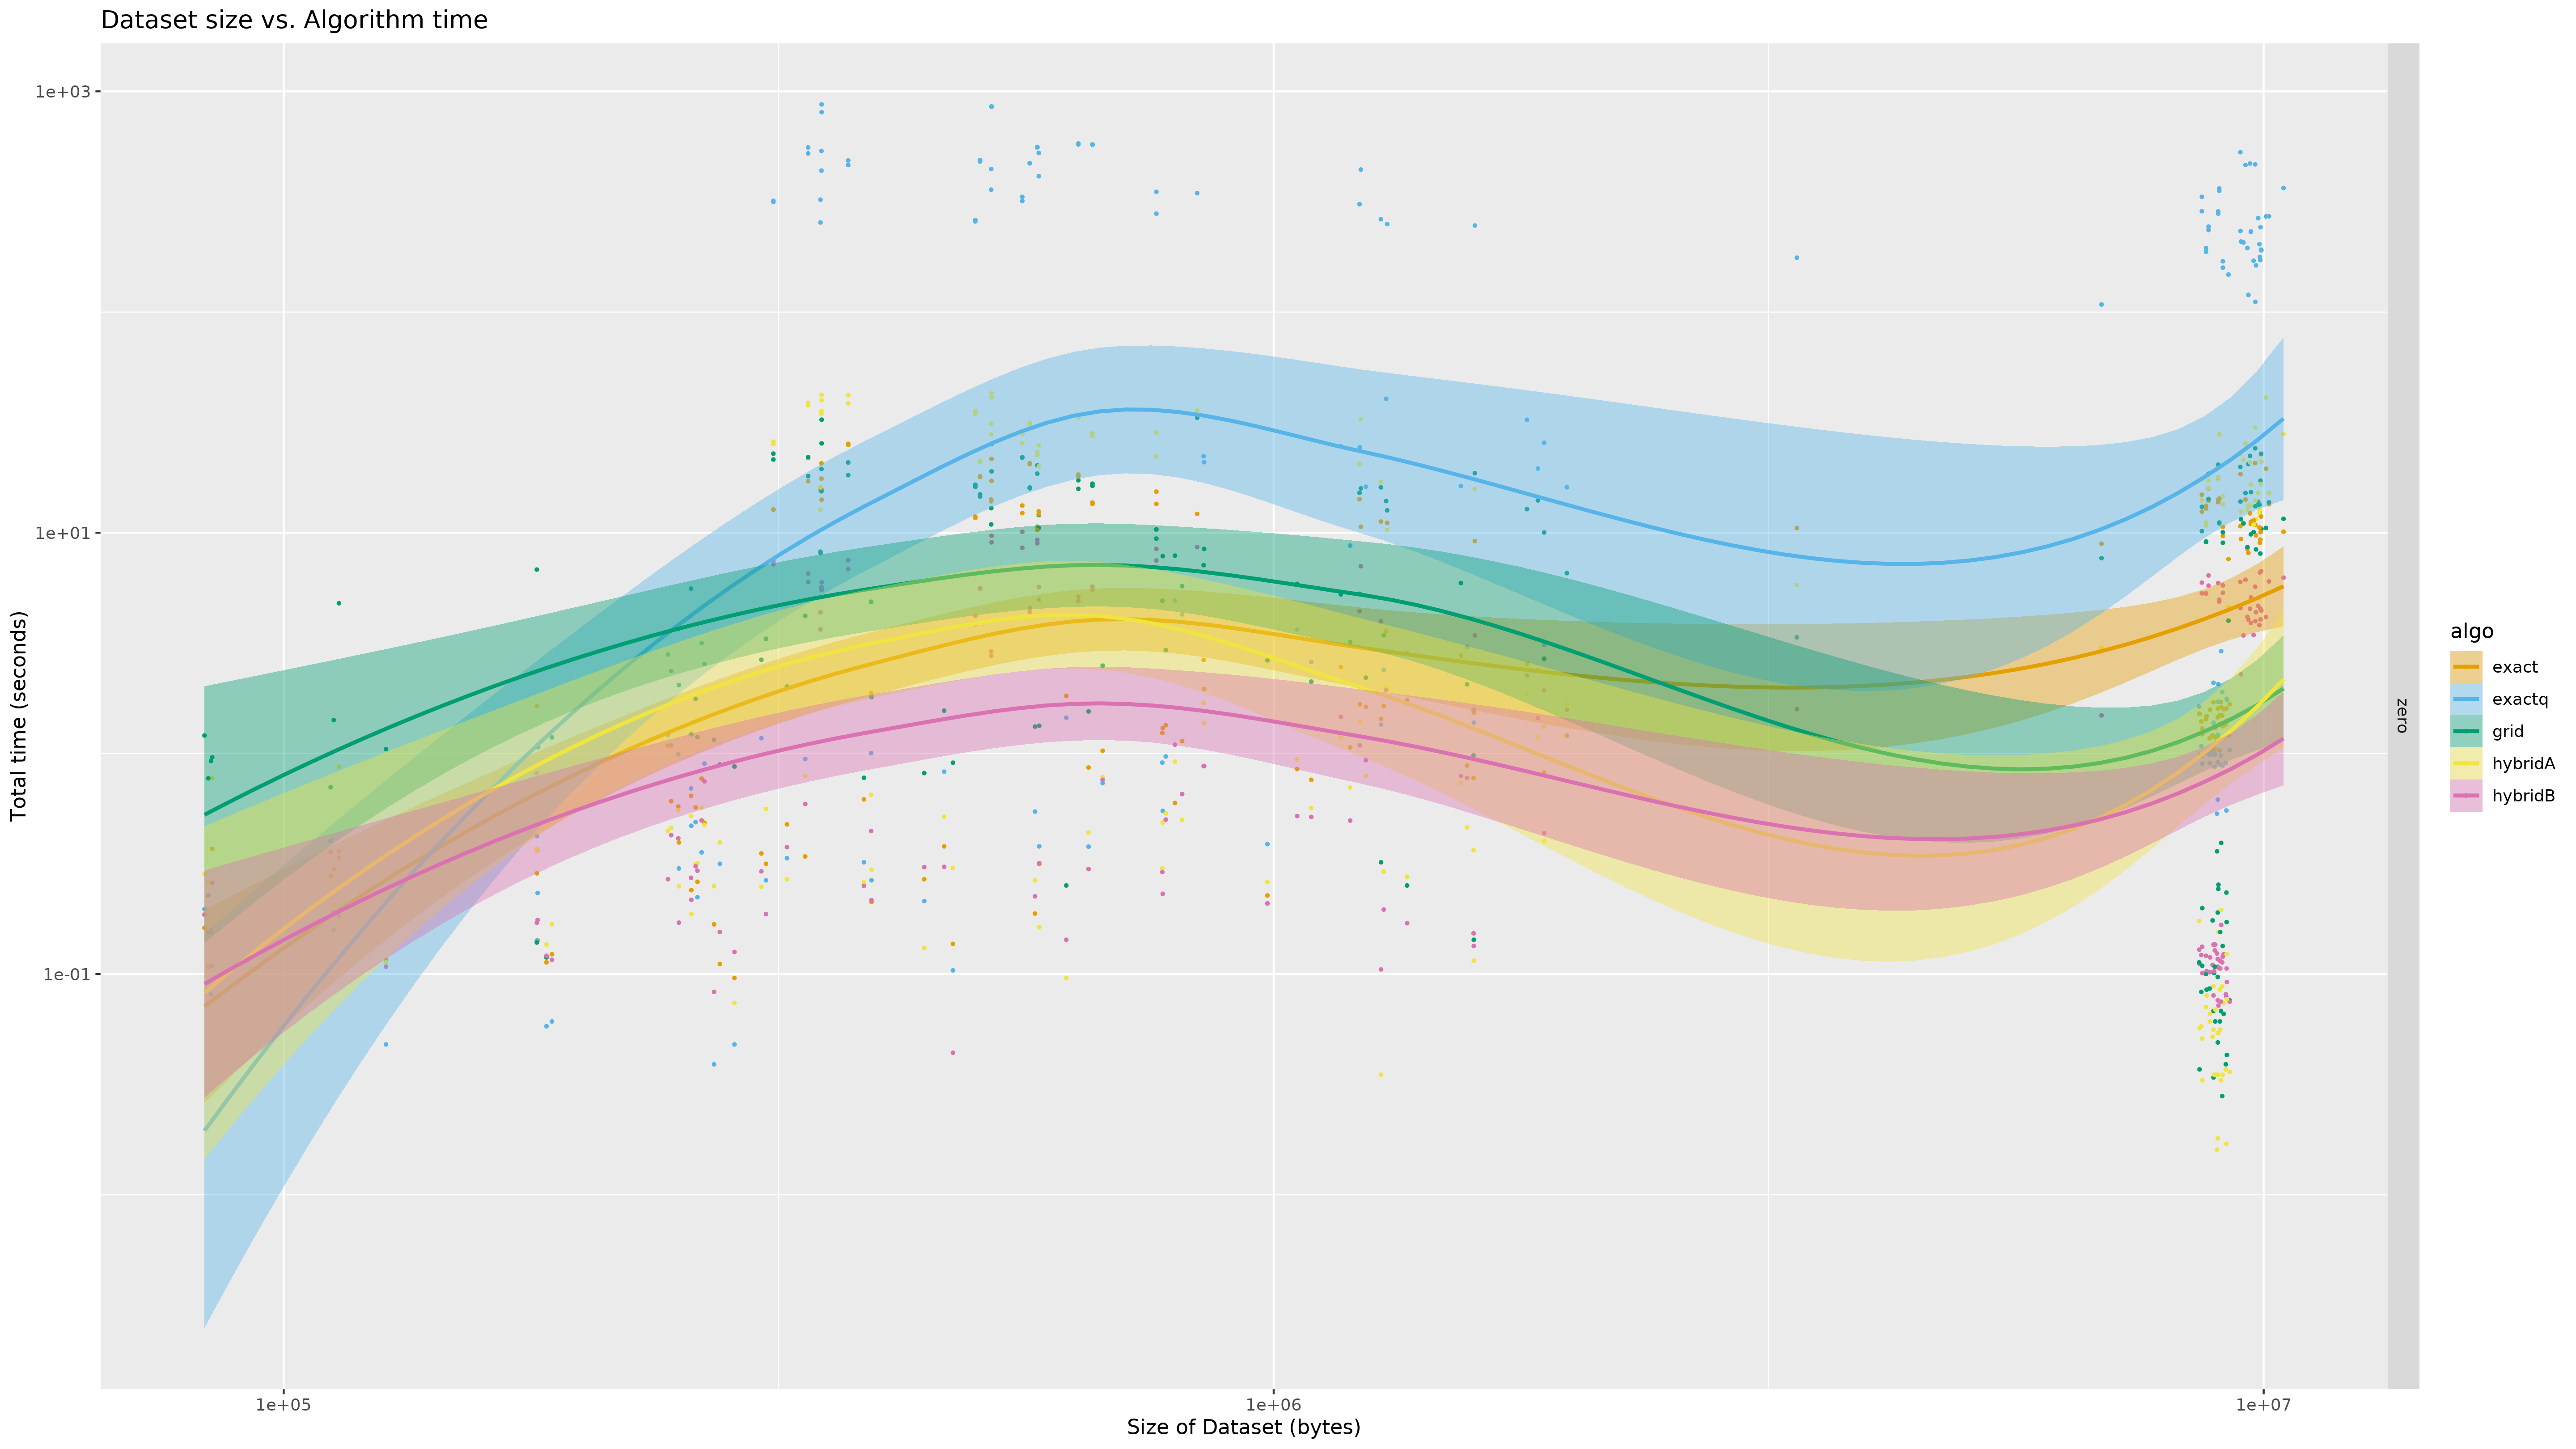 Dataset size vs. Algorithm time
1e+03
1e+01
1e-01
Total time (seconds)
1e+05
1e+06
1e+07
Size of Dataset (bytes)
zero
algo
exact
exactq
grid
hybridA
hybridB